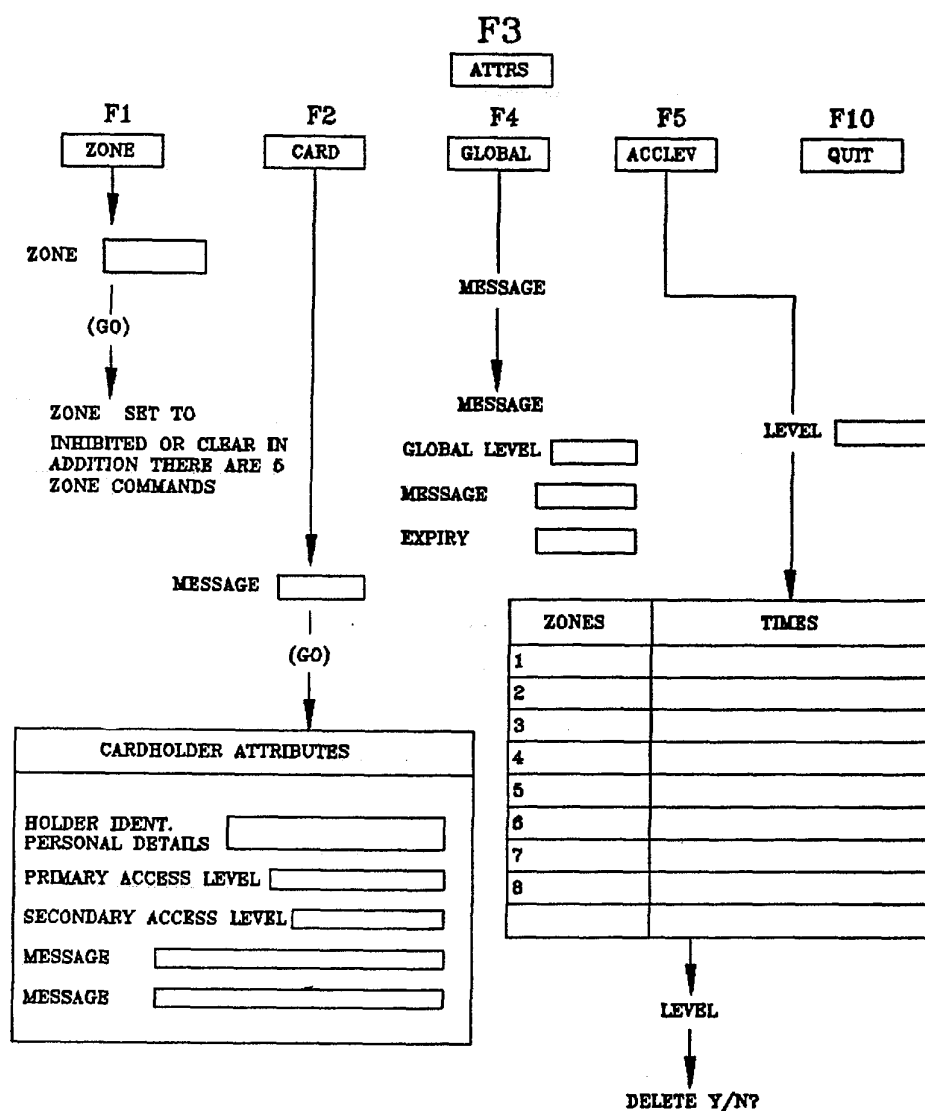 F3
ATTRS
F1
F2
F4
F5
F10
ZONE
CARD
GLOBAL
ACCLEV
QUIT
ZONE
(GO)
ZONE SET TO
INHIBITED OR CLEAR IN
ADDITION THERE ARE 5
ZONE COMMANDS
MESSAGE
(GO)
CARDHOLDER ATTRIBUTES
HOLDER IDENT.
PERSONAL DETAILS
PRIMARY ACCESS LEVEL
SECONDARY ACCESS LEVEL
MESSAGE
MESSAGE
MESSAGE
MESSAGE
GLOBAL LEVEL
MESSAGE
EXPIRY
LEVEL
ZONES TIMES
1
2
3
4
5
6
7
8
LEVEL
DELETE Y/N?